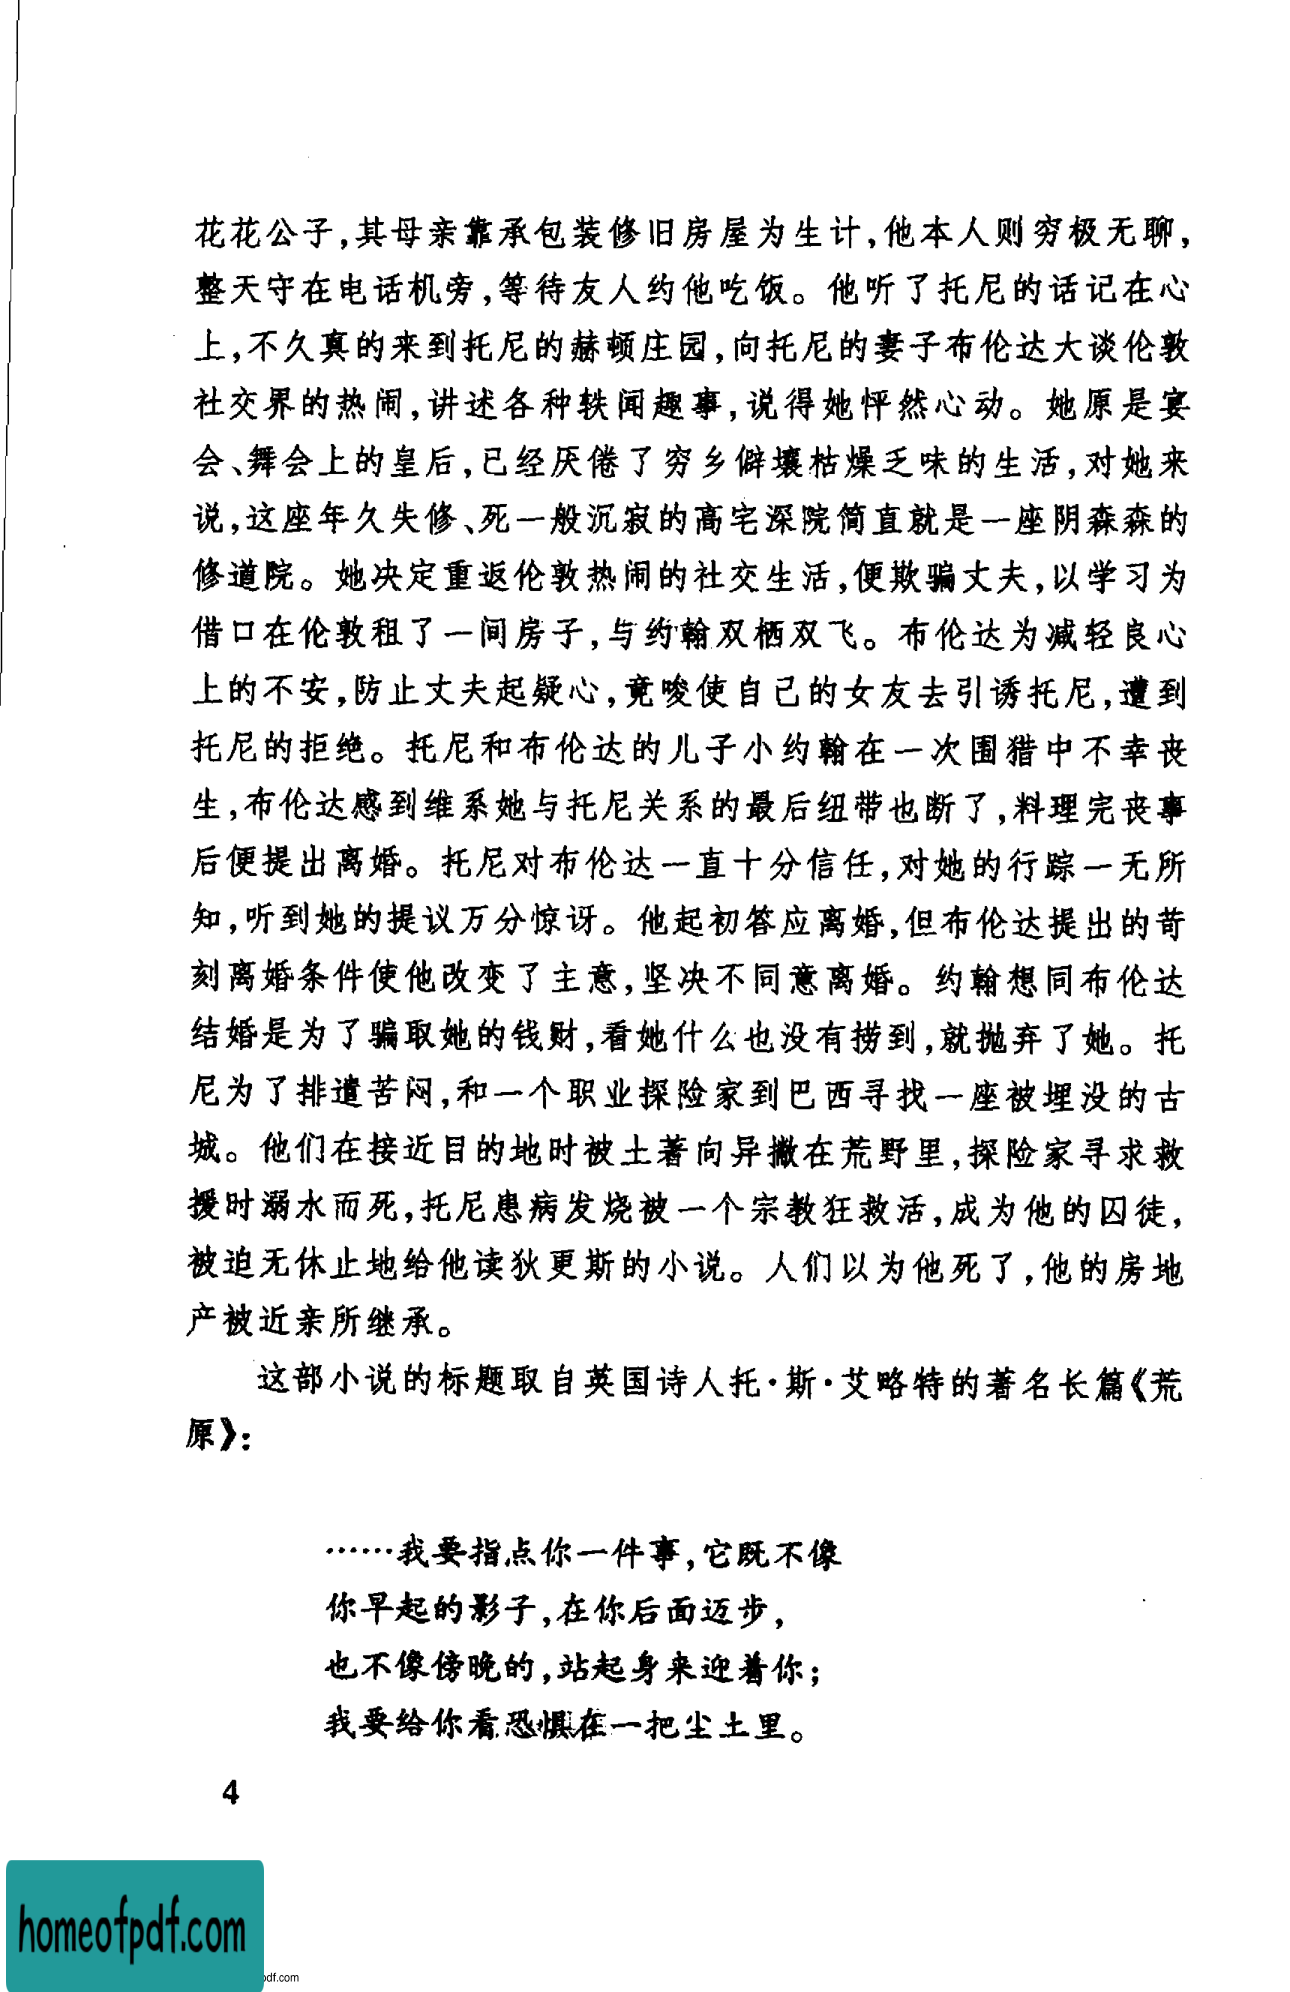 花花公子,其母亲靠承包装修旧房屋为生计,他本人则穷极无聊,
整天守在电话机旁,等待友人约他吃饭。他听了托尼的话记在心
上,不久真的来到托尼的赫顿庄园,向托尼的妻子布伦达大谈伦敦
社交界的热闹,讲述各种轶闻趣事,说得她怦然心动。她原是宴
会、舞会上的皇后,已经厌倦了穷乡僻壤枯燥乏味的生活,对她来
说,这座年久失修、死一般沉寂的高宅深院简直就是一座阴森森的
修道院。她决定重返伦敦热闹的社交生活,便欺骗丈夫,以学习为
借口在伦敦租了一间房子,与约翰双栖双飞。布伦达为减轻良心
上的不安,防止丈夫起疑心,竟唆使自己的女友去引诱托尼,遭到
托尼的拒绝。托尼和布伦达的儿子小约翰在一次围猎中不幸丧
生,布伦达感到维系她与托尼关系的最后纽带也断了,料理完丧事
后便提出离婚。托尼对布伦达一直十分信任,对她的行踪一无所
知,听到她的提议万分惊讶。他起初答应离婚,但布伦达提出的苛
刻离婚条件使他改变了主意,坚决不同意离婚。约翰想同布伦达
结婚是为了骗取她的钱财,看她什么也没有捞到,就抛弃了她。托
尼为了排遣苦闷,和一个职业探险家到巴西寻找一座被埋没的古
城。他们在接近目的地时被土著向异撇在荒野里,探险家寻求救
援时溺水而死,托尼患病发烧被一个宗教狂救活,成为他的囚徒,
被迫无休止地给他读狄更斯的小说。人们以为他死了,他的房地
产被近亲所继承。
这部小说的标题取自英国诗人托·斯·艾略特的著名长篇《荒
原》:
……我要指点你一件事,它既不像
你早起的影子,在你后面迈步,
也不像傍晚的,站起身来迎着你;
我要给你看恐惧在一把尘土里。
4
homeofpdf.com
pdf.com